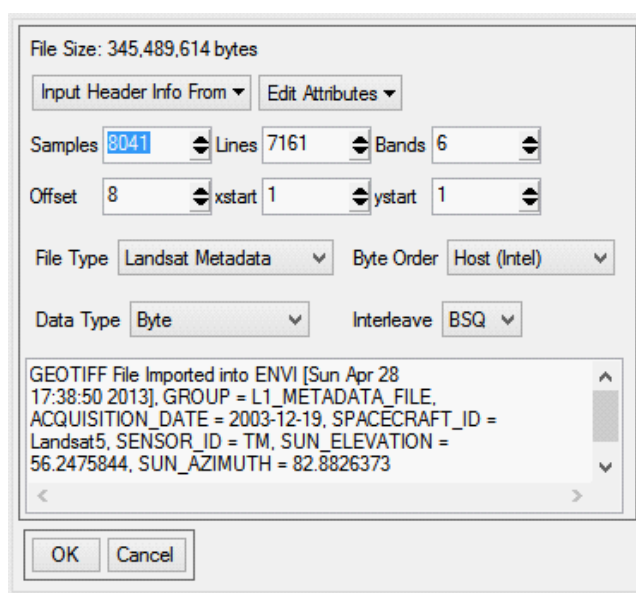 File Size: 345,489,614 bytes
Input Header Info From Edit Attributes
Samples 8041 Lines 7161 Bands 6
Offset 8 xstart 1 ystart 1
File Type Landsat Metadata Byte Order Host (Intel)
Data Type Byte Interleave BSQ
GEOTIFF File Imported into ENVI [Sun Apr 28
17:38:50 2013], GROUP = L1_METADATA_FILE,
ACQUISITION_DATE = 2003-12-19, SPACECRAFT_ID =
Landsat5, SENSOR_ID = TM, SUN_ELEVATION =
56.2475844, SUN_AZIMUTH = 82.8826373
OK Cancel